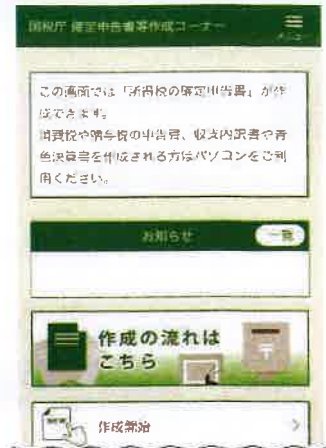 国税庁 確定申告書等作成コーナー
メニュー
この画面では「所得税の確定申告書」が作
成できます。
消費税や贈与税の申告書、収支内訳書や青
色決算書を作成される方はパソコンをご利
用ください。
お知らせ
一覧
作成の流れは
こちら
作成開始